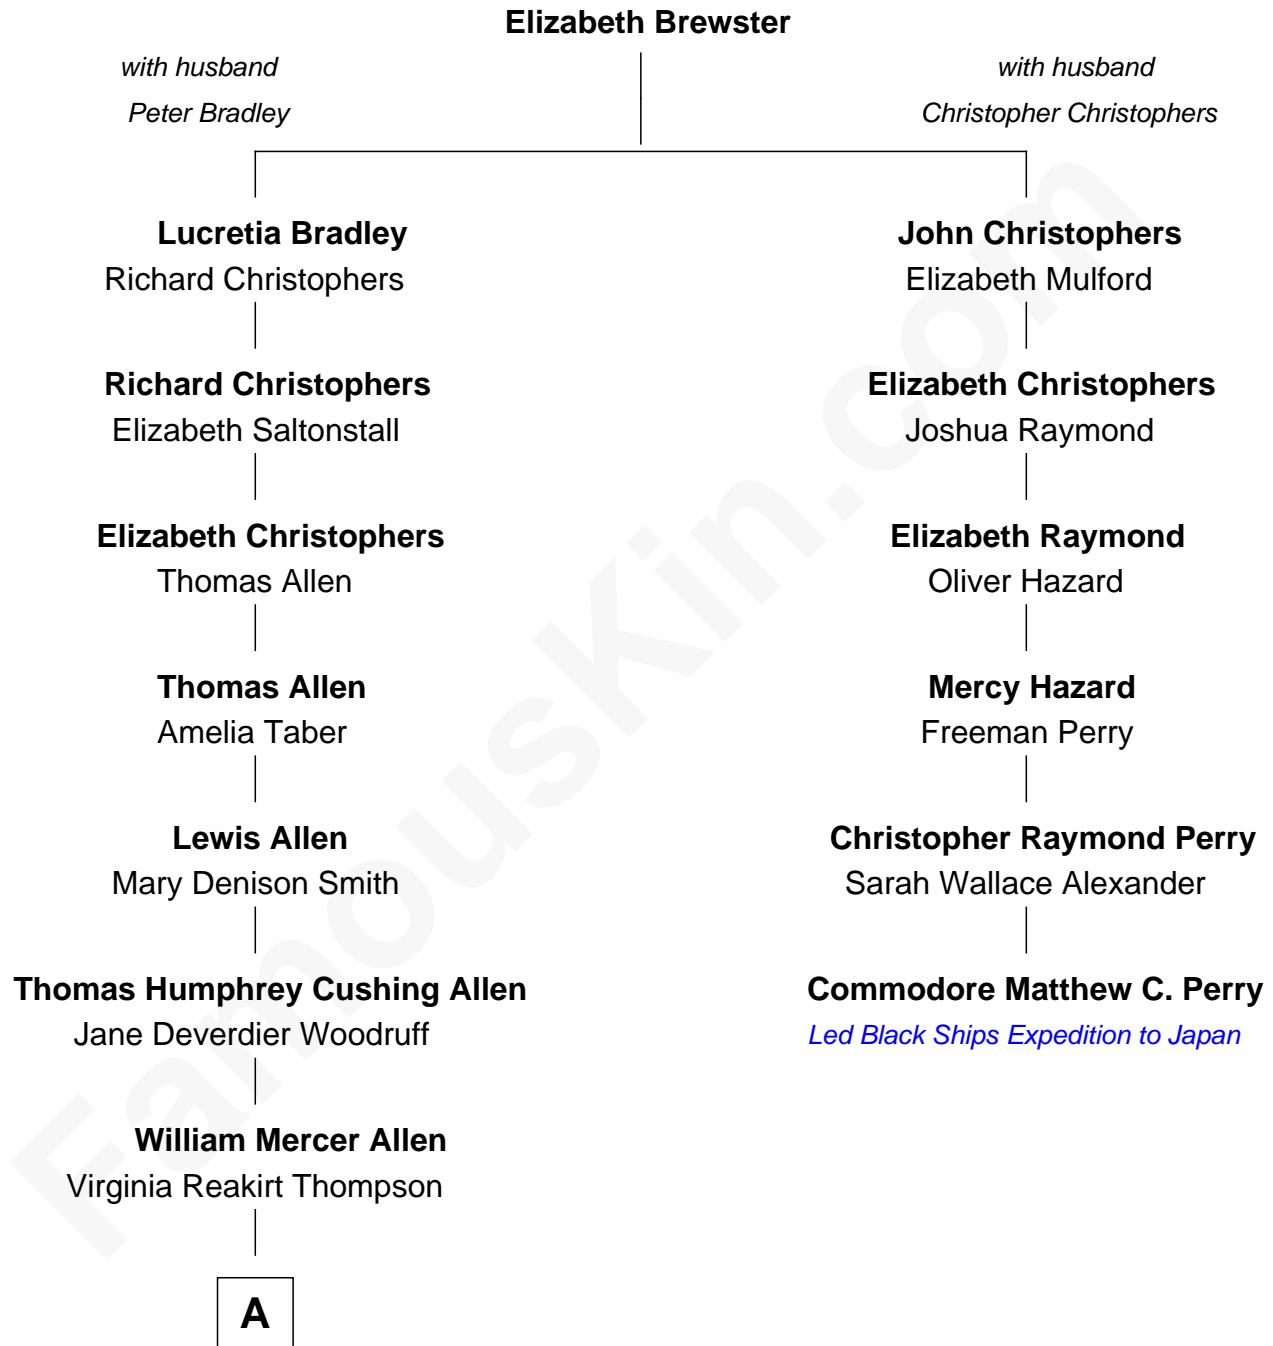 Elizabeth Brewster
with husband
Peter Bradley
with husband
Christopher Christophers
Lucretia Bradley
Richard Christophers
Richard Christophers
Elizabeth Saltonstall
Elizabeth Christophers
Thomas Allen
Thomas Allen
Amelia Taber
Lewis Allen
Mary Denison Smith
Thomas Humphrey Cushing Allen
Jane Deverdier Woodruff
William Mercer Allen
Virginia Reakirt Thompson
A
John Christophers
Elizabeth Mulford
Elizabeth Christophers
Joshua Raymond
Elizabeth Raymond
Oliver Hazard
Mercy Hazard
Freeman Perry
Christopher Raymond Perry
Sarah Wallace Alexander
Commodore Matthew C. Perry
Led Black Ships Expedition to Japan
FamousKin.com